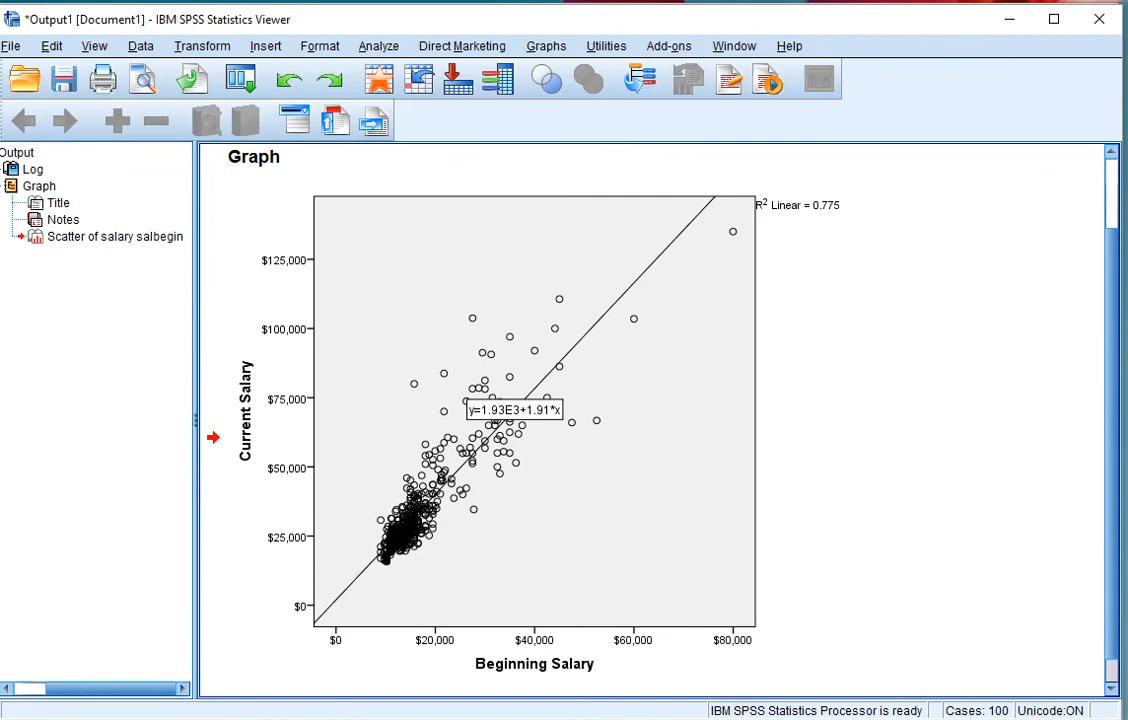 *Output1 [Document1] - IBM SPSS Statistics Viewer
File Edit View Data Transform Insert Format Analyze Direct Marketing Graphs Utilities Add-ons Window Help
Output
Log
Graph
Title
Notes
Scatter of salary salbegin
Graph
R² Linear = 0.775
$125,000
$100,000
$75,000
$50,000
$25,000
$0
Current Salary
y=1.93E3+1.91*x
$0 $20,000 $40,000 $60,000 $80,000
Beginning Salary
IBM SPSS Statistics Processor is ready Cases: 100 Unicode:ON